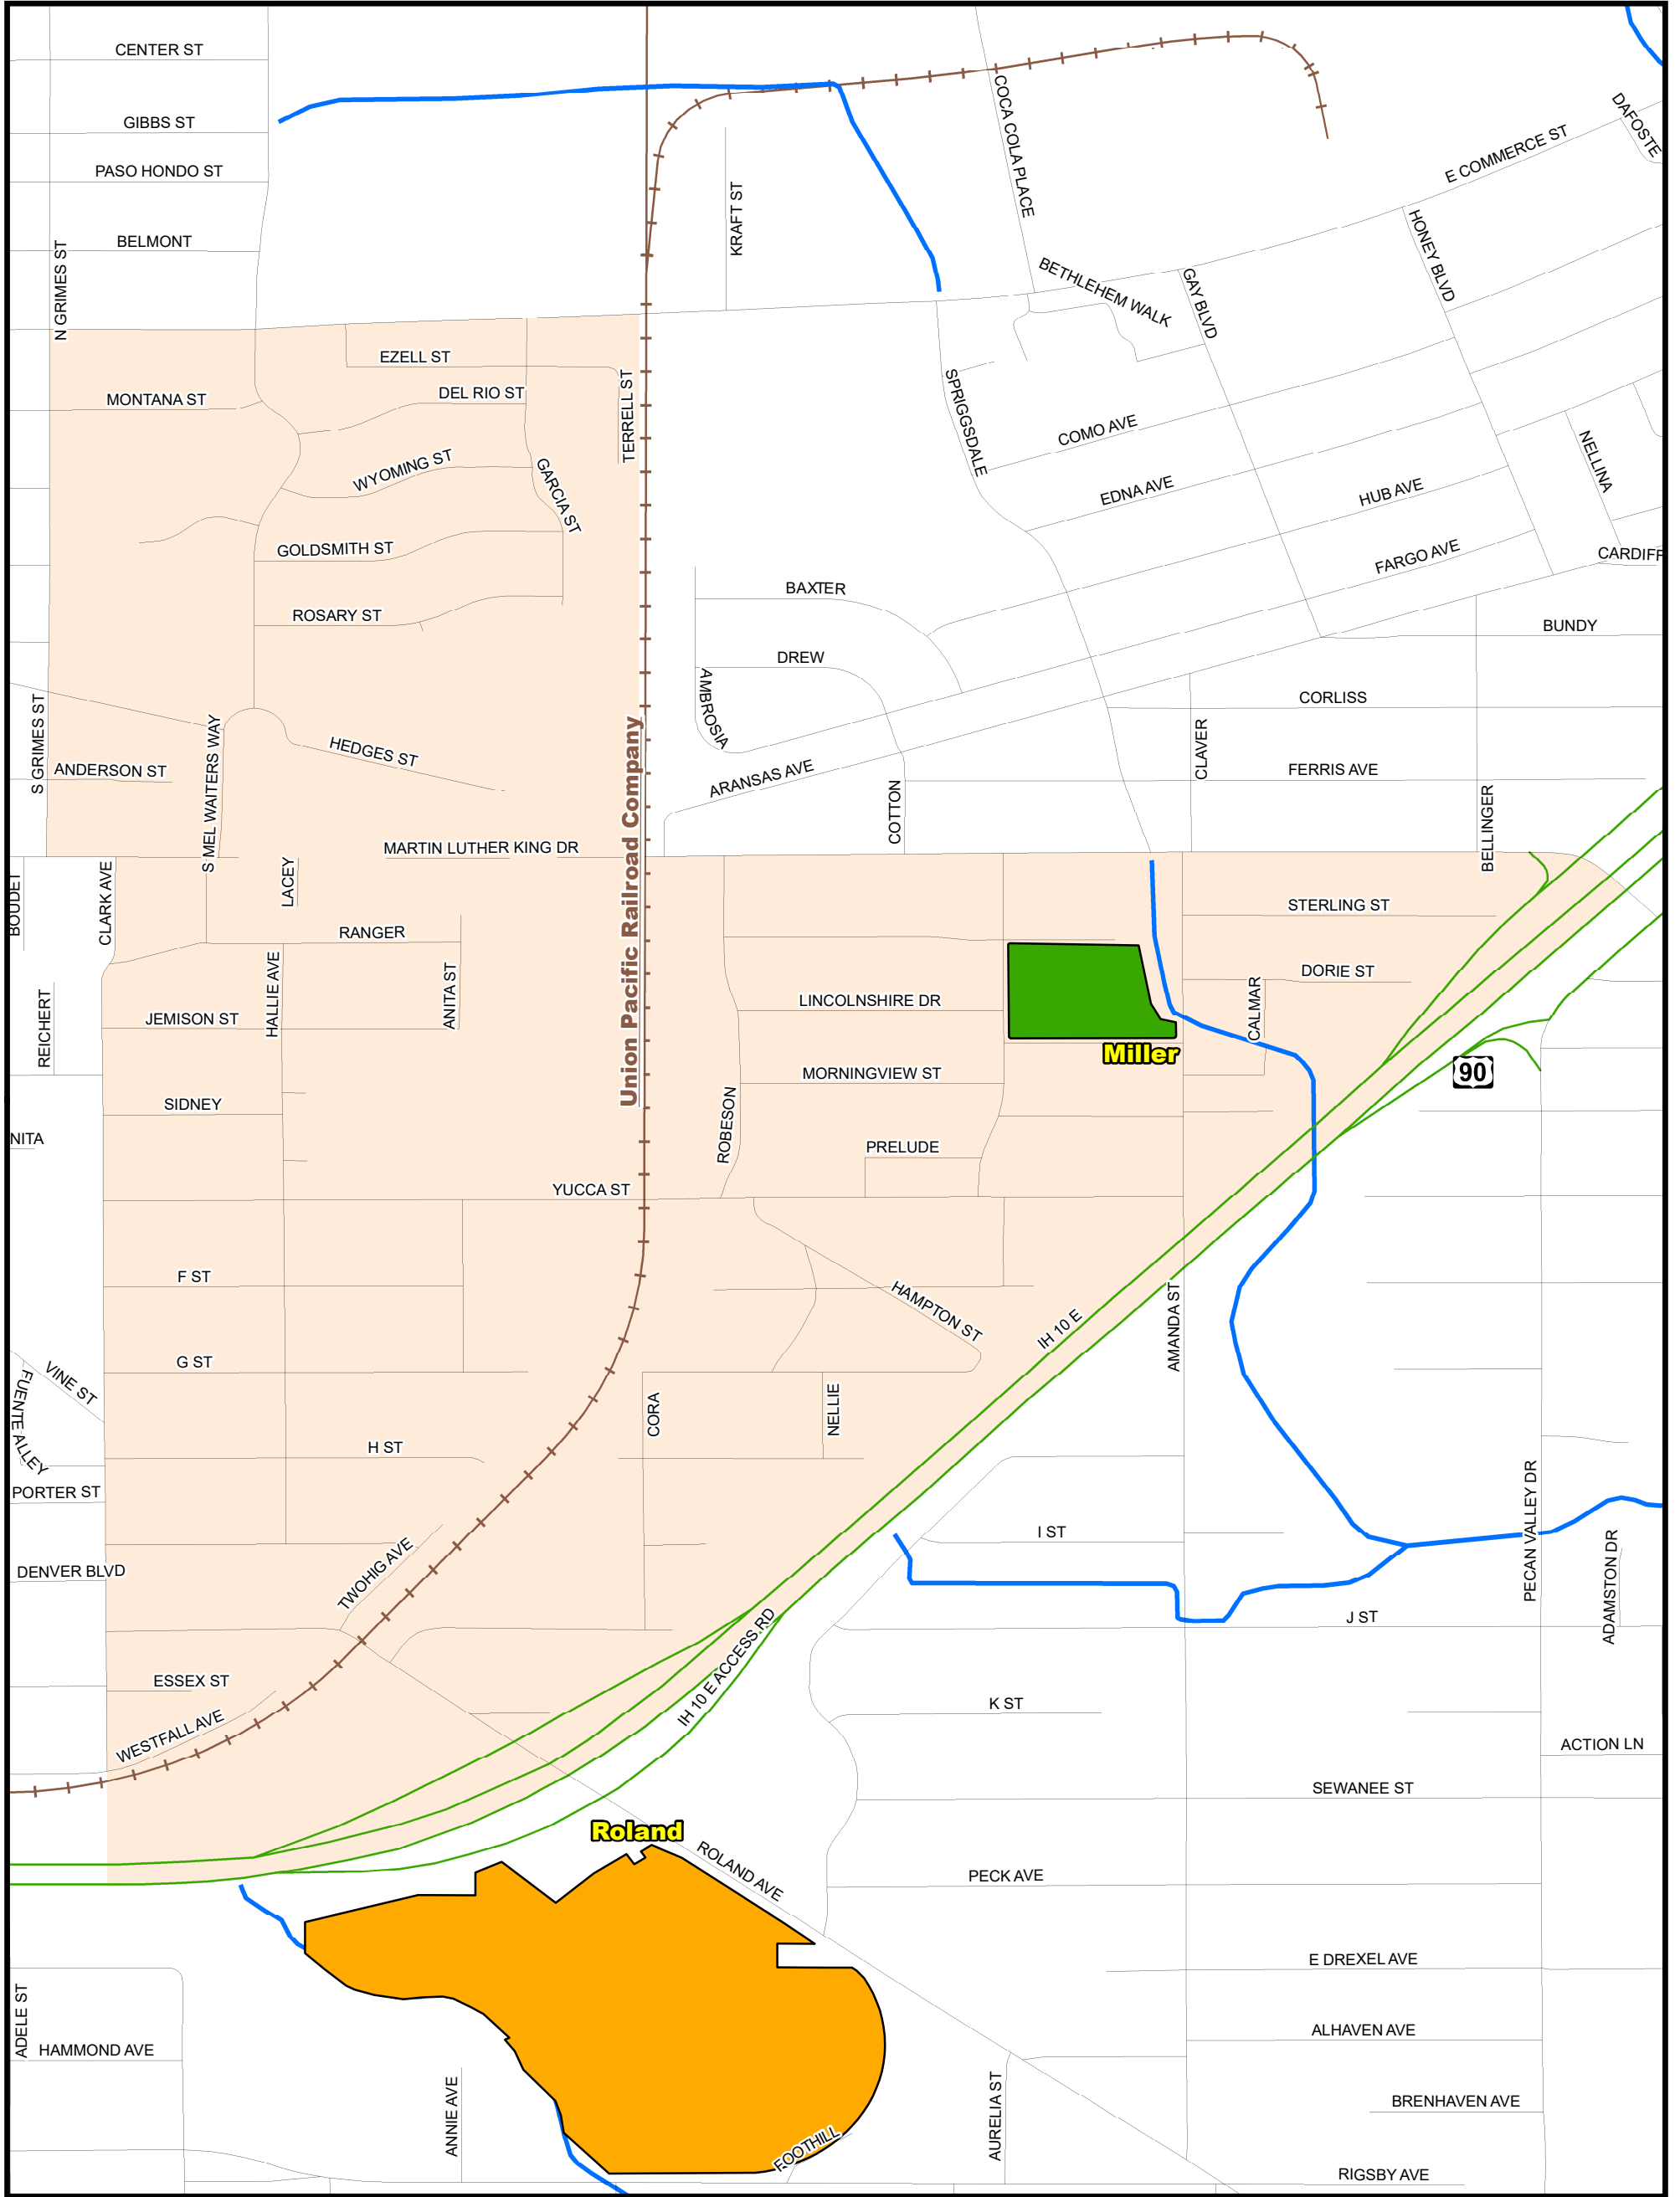 CENTER ST
GIBBS ST
PASO HONDO ST
BELMONT
N GRIMES ST
KRAFT ST
COCA COLA PLACE
E COMMERCE ST
DAFOSTE
HONEY BLVD
BETHLEHEM WALK
GAY BLVD
EZELL ST
DEL RIO ST
MONTANA ST
TERRELL ST
SPRIGGSDALE
COMO AVE
WYOMING ST
GARCIA ST
EDNA AVE
HUB AVE
NELLINA
GOLDSMITH ST
FARGO AVE
CARDIFF
BAXTER
ROSARY ST
BUNDY
DREW
AMBROSIA
CORLISS
S GRIMES ST
S MEL WAITERS WAY
HEDGES ST
ANDERSON ST
ARANSAS AVE
CLAVER
FERRIS AVE
COTTON
BELLINGER
MARTIN LUTHER KING DR
Union Pacific Railroad Company
BOUDET
CLARK AVE
LACEY
RANGER
STERLING ST
DORIE ST
HALLIE AVE
ANITA ST
REICHERT
JEMISON ST
LINCOLNSHIRE DR
CALMAR
Miller
90
MORNINGVIEW ST
SIDNEY
ROBESON
NITA
PRELUDE
YUCCA ST
F ST
HAMPTON ST
IH 10 E
AMANDA ST
G ST
VINE ST
FUENTE ALLEY
CORA
NELLIE
H ST
PORTER ST
I ST
PECAN VALLEY DR
DENVER BLVD
TWOHIG AVE
ADAMSTON DR
J ST
IH 10 E ACCESS RD
ESSEX ST
K ST
WESTFALL AVE
ACTION LN
SEWANEE ST
Roland
ROLAND AVE
PECK AVE
E DREXEL AVE
ADELE ST
ALHAVEN AVE
HAMMOND AVE
ANNIE AVE
AURELIA ST
BRENHAVEN AVE
FOOTHILL
RIGSBY AVE